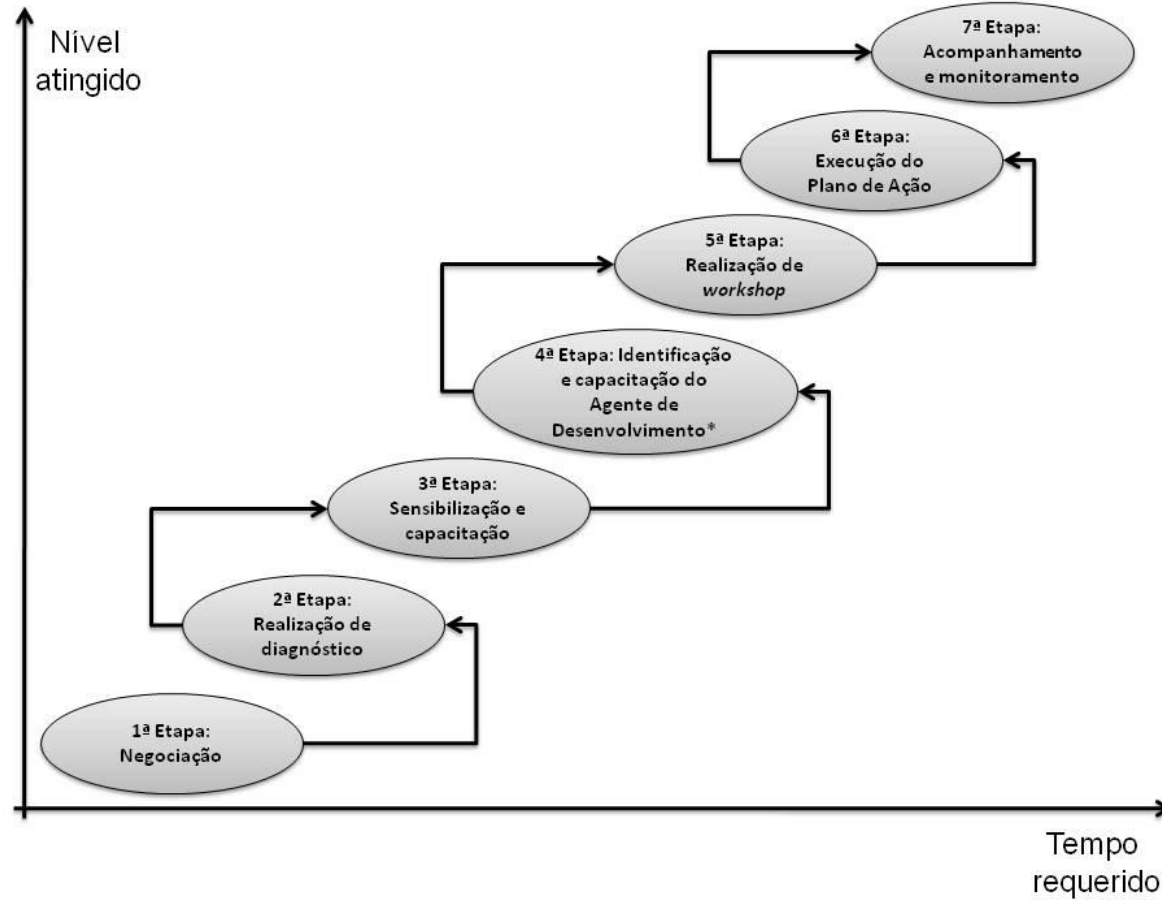 Nível
atingido
7ª Etapa:
Acompanhamento
e monitoramento
6ª Etapa:
Execução do
Plano de Ação
5ª Etapa:
Realização de
workshop
4ª Etapa: Identificação
e capacitação do
Agente de
Desenvolvimento*
3ª Etapa:
Sensibilização e
capacitação
2ª Etapa:
Realização de
diagnóstico
1ª Etapa:
Negociação
Tempo
requerido